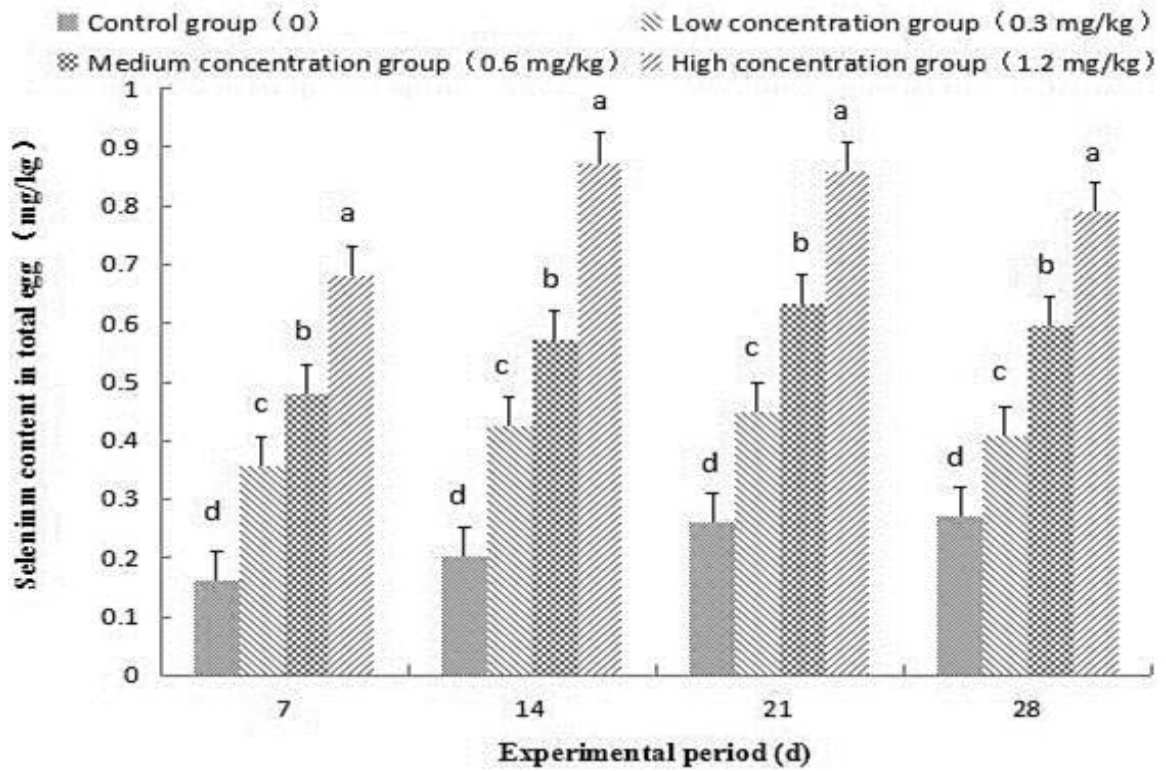 Control group（0） Low concentration group（0.3 mg/kg）
Medium concentration group（0.6 mg/kg） High concentration group（1.2 mg/kg）
Selenium content in total egg （mg/kg）
1
0.9
0.8
0.7
0.6
0.5
0.4
0.3
0.2
0.1
0
d c b a
d c b a
d c b a
d c b a
7 14 21 28
Experimental period (d)